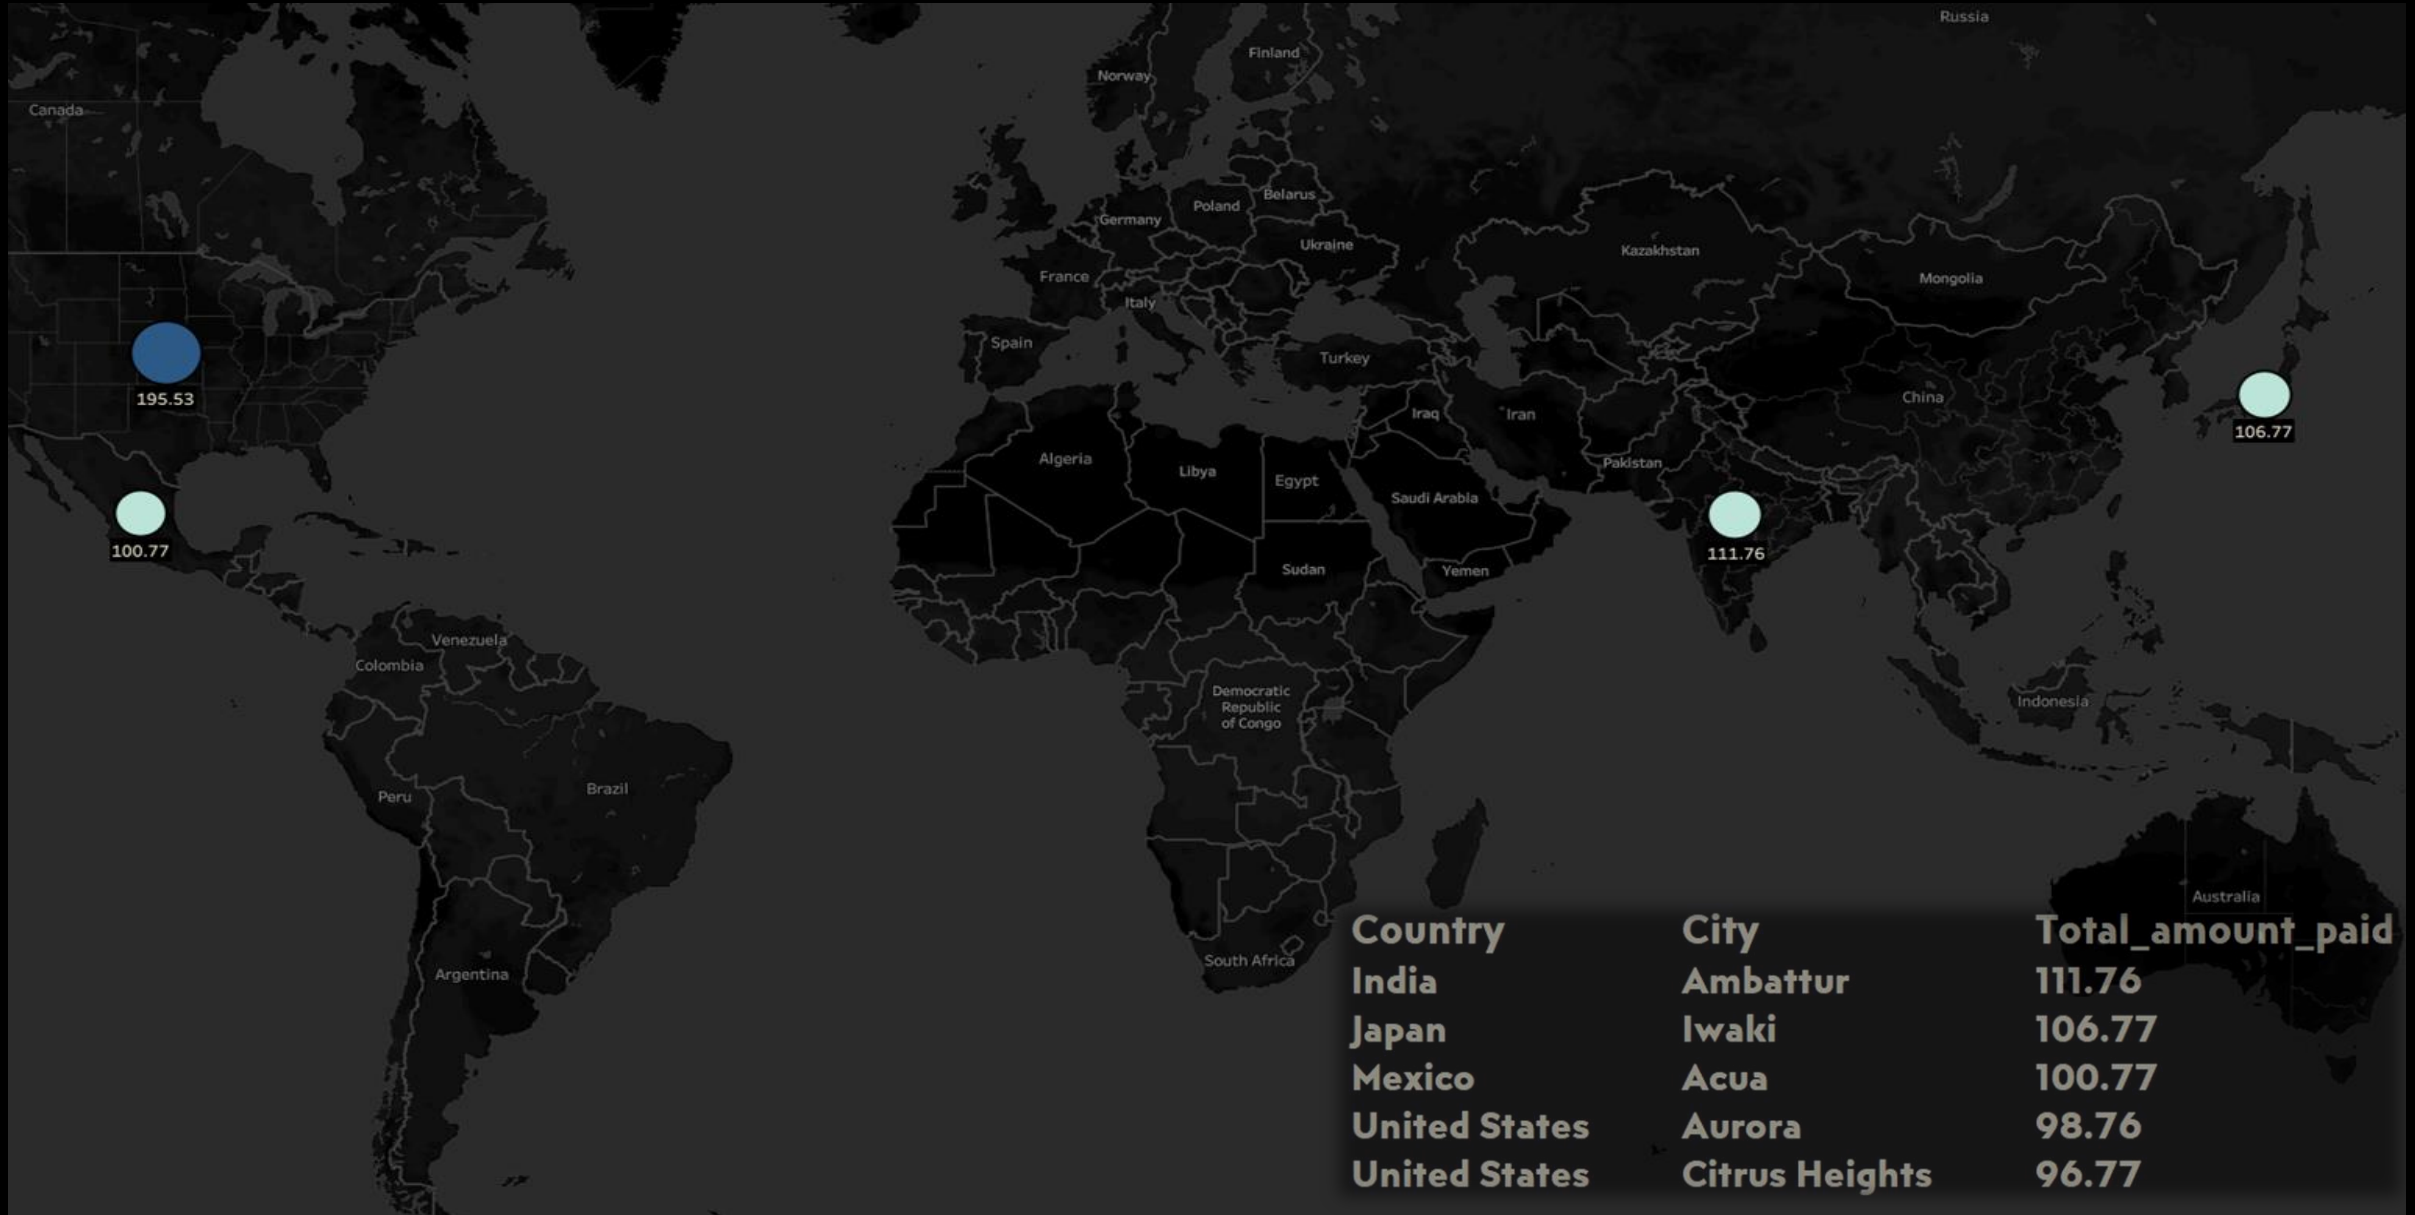 Russia
Finland
Norway
Canada
Belarus
Poland
Germany
Ukraine
Kazakhstan
France
Mongolia
Italy
Spain
Turkey
195.53
China
Iraq
Iran
106.77
Algeria
Pakistan
Libya
Egypt
Saudi Arabia
100.77
111.76
Sudan
Yemen
Venezuela
Colombia
Democratic
Republic
of Congo
Indonesia
Brazil
Peru
Australia
South Africa
Argentina
Country City Total_amount_paid
India Ambattur 111.76
Japan Iwaki 106.77
Mexico Acua 100.77
United States Aurora 98.76
United States Citrus Heights 96.77